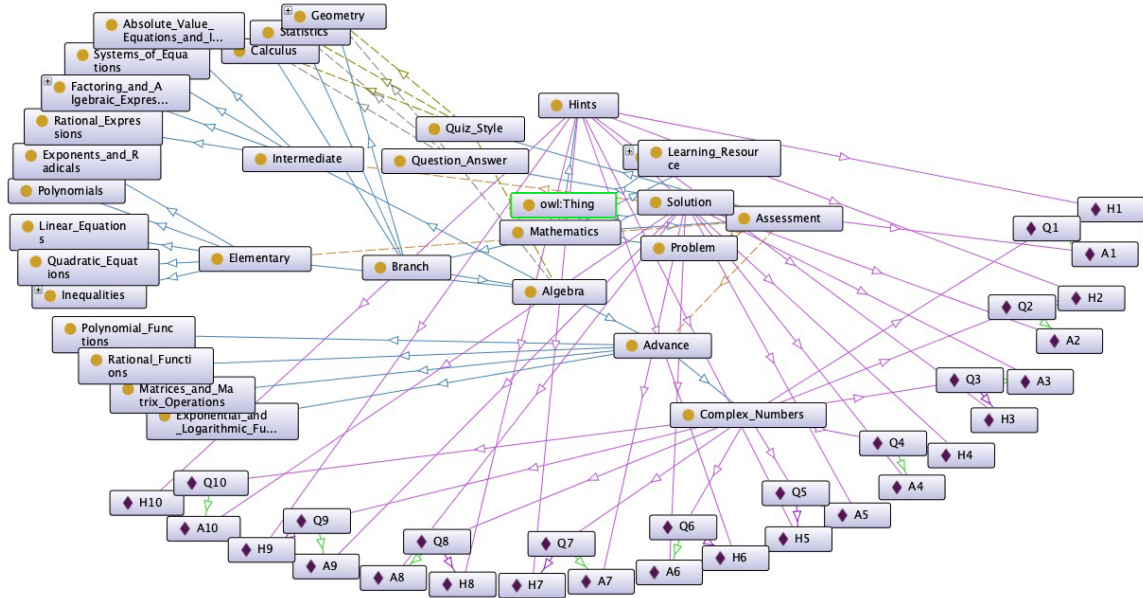 Geometry
Absolute_Value_
Equations_and_I...
Statistics
Calculus
Systems_of_Equa
tions
Factoring_and_A
lgebraic_Expres...
Rational_Expres
sions
Exponents_and_R
adicals
Polynomials
Linear_Equation
s
Quadratic_Equat
ions
Inequalities
Polynomial_Func
tions
Rational_Functi
ons
Matrices_and_Ma
trix_Operations
Exponential_and
_Logarithmic_Fu...
Intermediate
Elementary
Branch
Quiz_Style
Question_Answer
Hints
Learning_Resour
ce
owl:Thing
Solution
Assessment
Mathematics
Problem
Algebra
Advance
Complex_Numbers
H1
Q1
A1
H2
Q2
A2
Q3
A3
H3
Q4
H4
A4
Q5
A5
H5
Q6
H6
A6
Q7
A7
H7
Q8
A8
H8
Q9
H9
A9
Q10
H10
A10